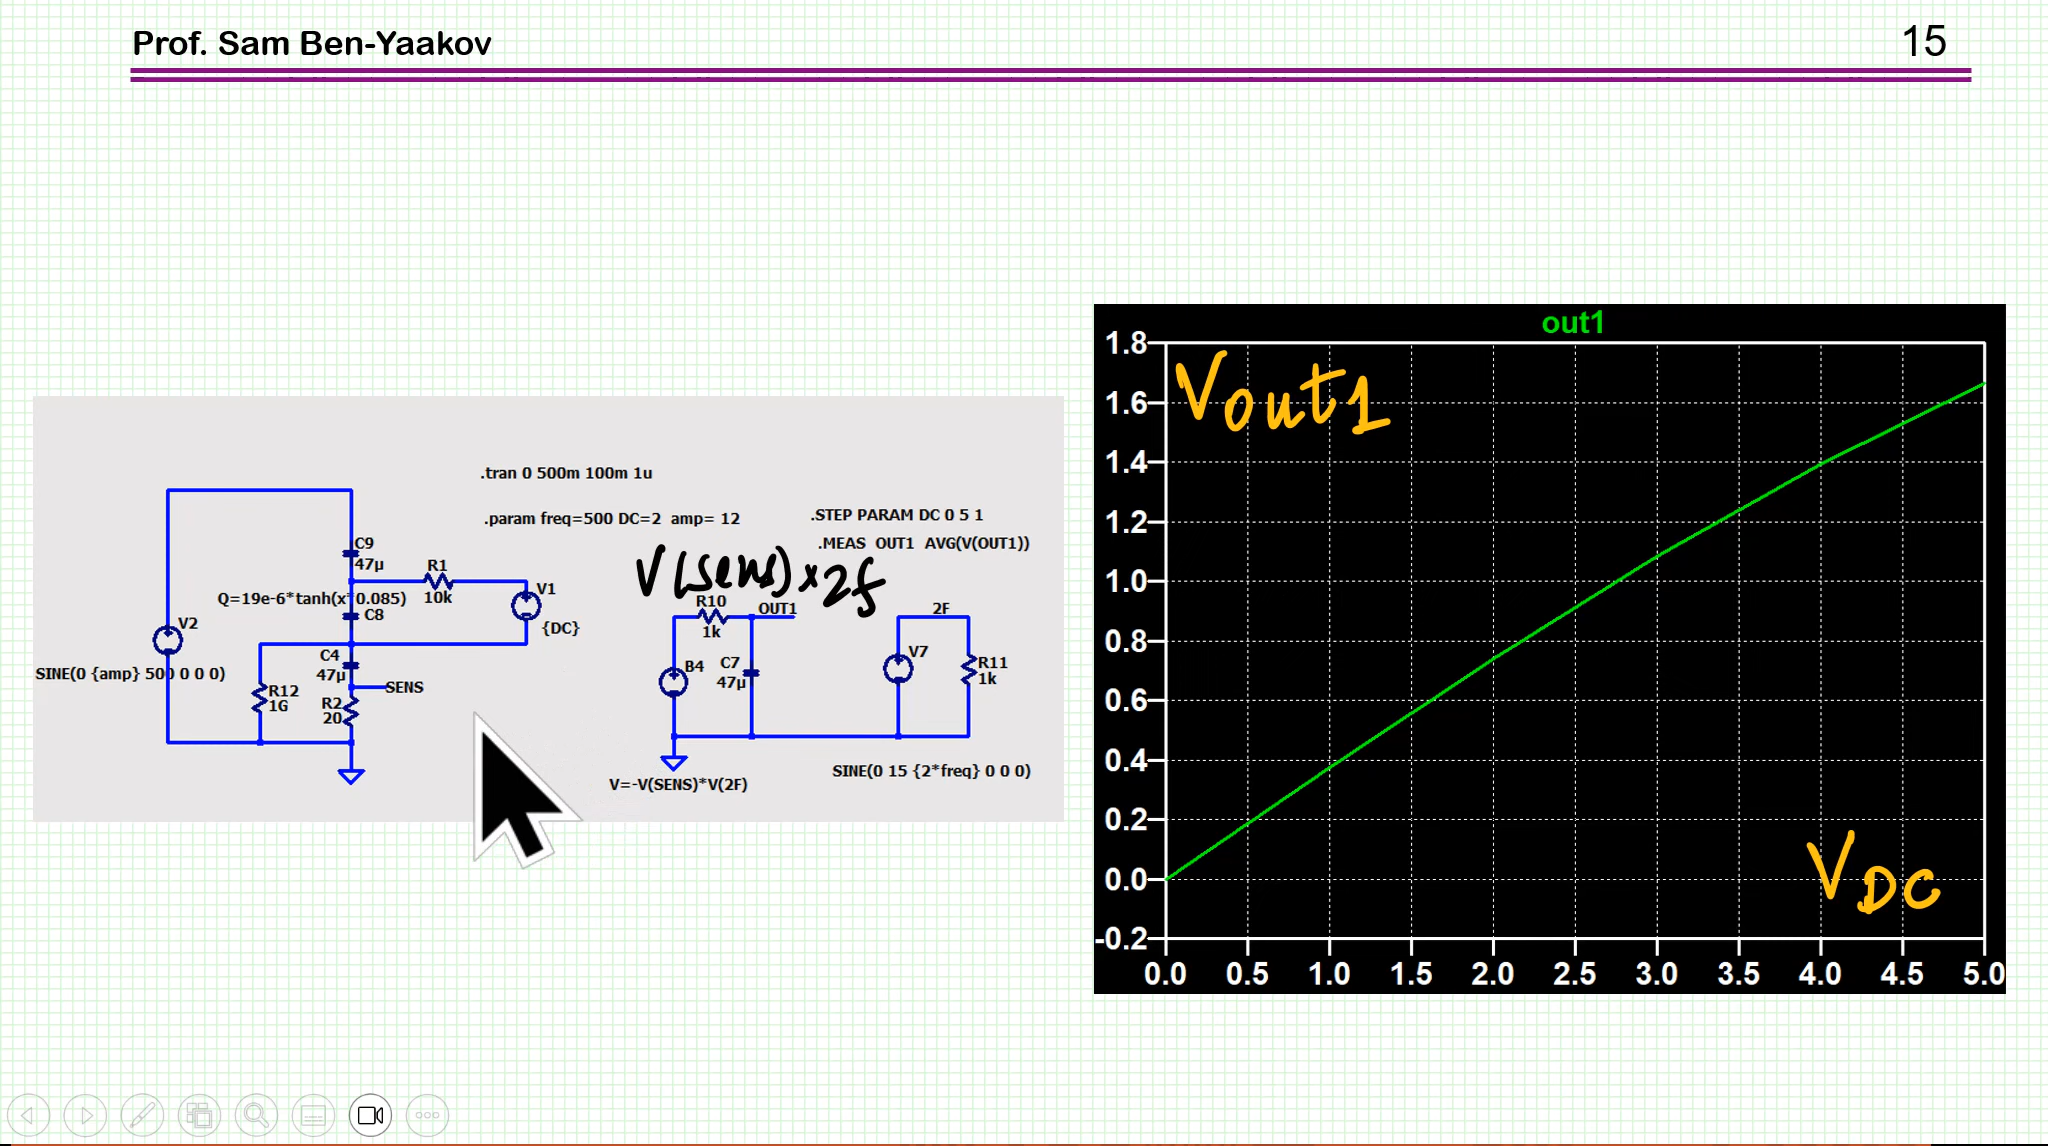 Prof. Sam Ben-Yaakov
15
.tran 0 500m 100m 1u
.param freq=500 DC=2 amp= 12
.STEP PARAM DC 0 5 1
.MEAS OUT1 AVG(V(OUT1))
V(sens)×2f
C9
47µ
R1
10k
V1
{DC}
Q=19e-6*tanh(x*0.085)
C8
V2
SINE(0 {amp} 500 0 0 0)
C4
47µ
SENS
R12
1G
R2
20
R10
1k
OUT1
B4
C7
47µ
2F
V7
R11
1k
V=-V(SENS)*V(2F)
SINE(0 15 {2*freq} 0 0 0)
out1
Vout1
1.8
1.6
1.4
1.2
1.0
0.8
0.6
0.4
0.2
0.0
-0.2
VDC
0.0 0.5 1.0 1.5 2.0 2.5 3.0 3.5 4.0 4.5 5.0